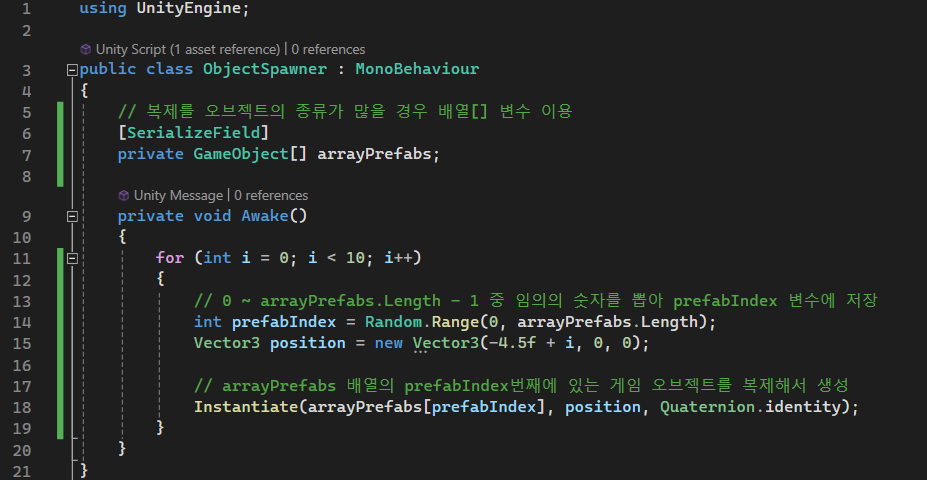 1 using UnityEngine;
2
Unity Script (1 asset reference) | 0 references
3 public class ObjectSpawner : MonoBehaviour
4 {
5 // 복제를 오브젝트의 종류가 많을 경우 배열[] 변수 이용
6 [SerializeField]
7 private GameObject[] arrayPrefabs;
8
Unity Message | 0 references
9 private void Awake()
10 {
11 for (int i = 0; i < 10; i++)
12 {
13 // 0 ~ arrayPrefabs.Length - 1 중 임의의 숫자를 뽑아 prefabIndex 변수에 저장
14 int prefabIndex = Random.Range(0, arrayPrefabs.Length);
15 Vector3 position = new Vector3(-4.5f + i, 0, 0);
16
17 // arrayPrefabs 배열의 prefabIndex번째에 있는 게임 오브젝트를 복제해서 생성
18 Instantiate(arrayPrefabs[prefabIndex], position, Quaternion.identity);
19 }
20 }
21 }